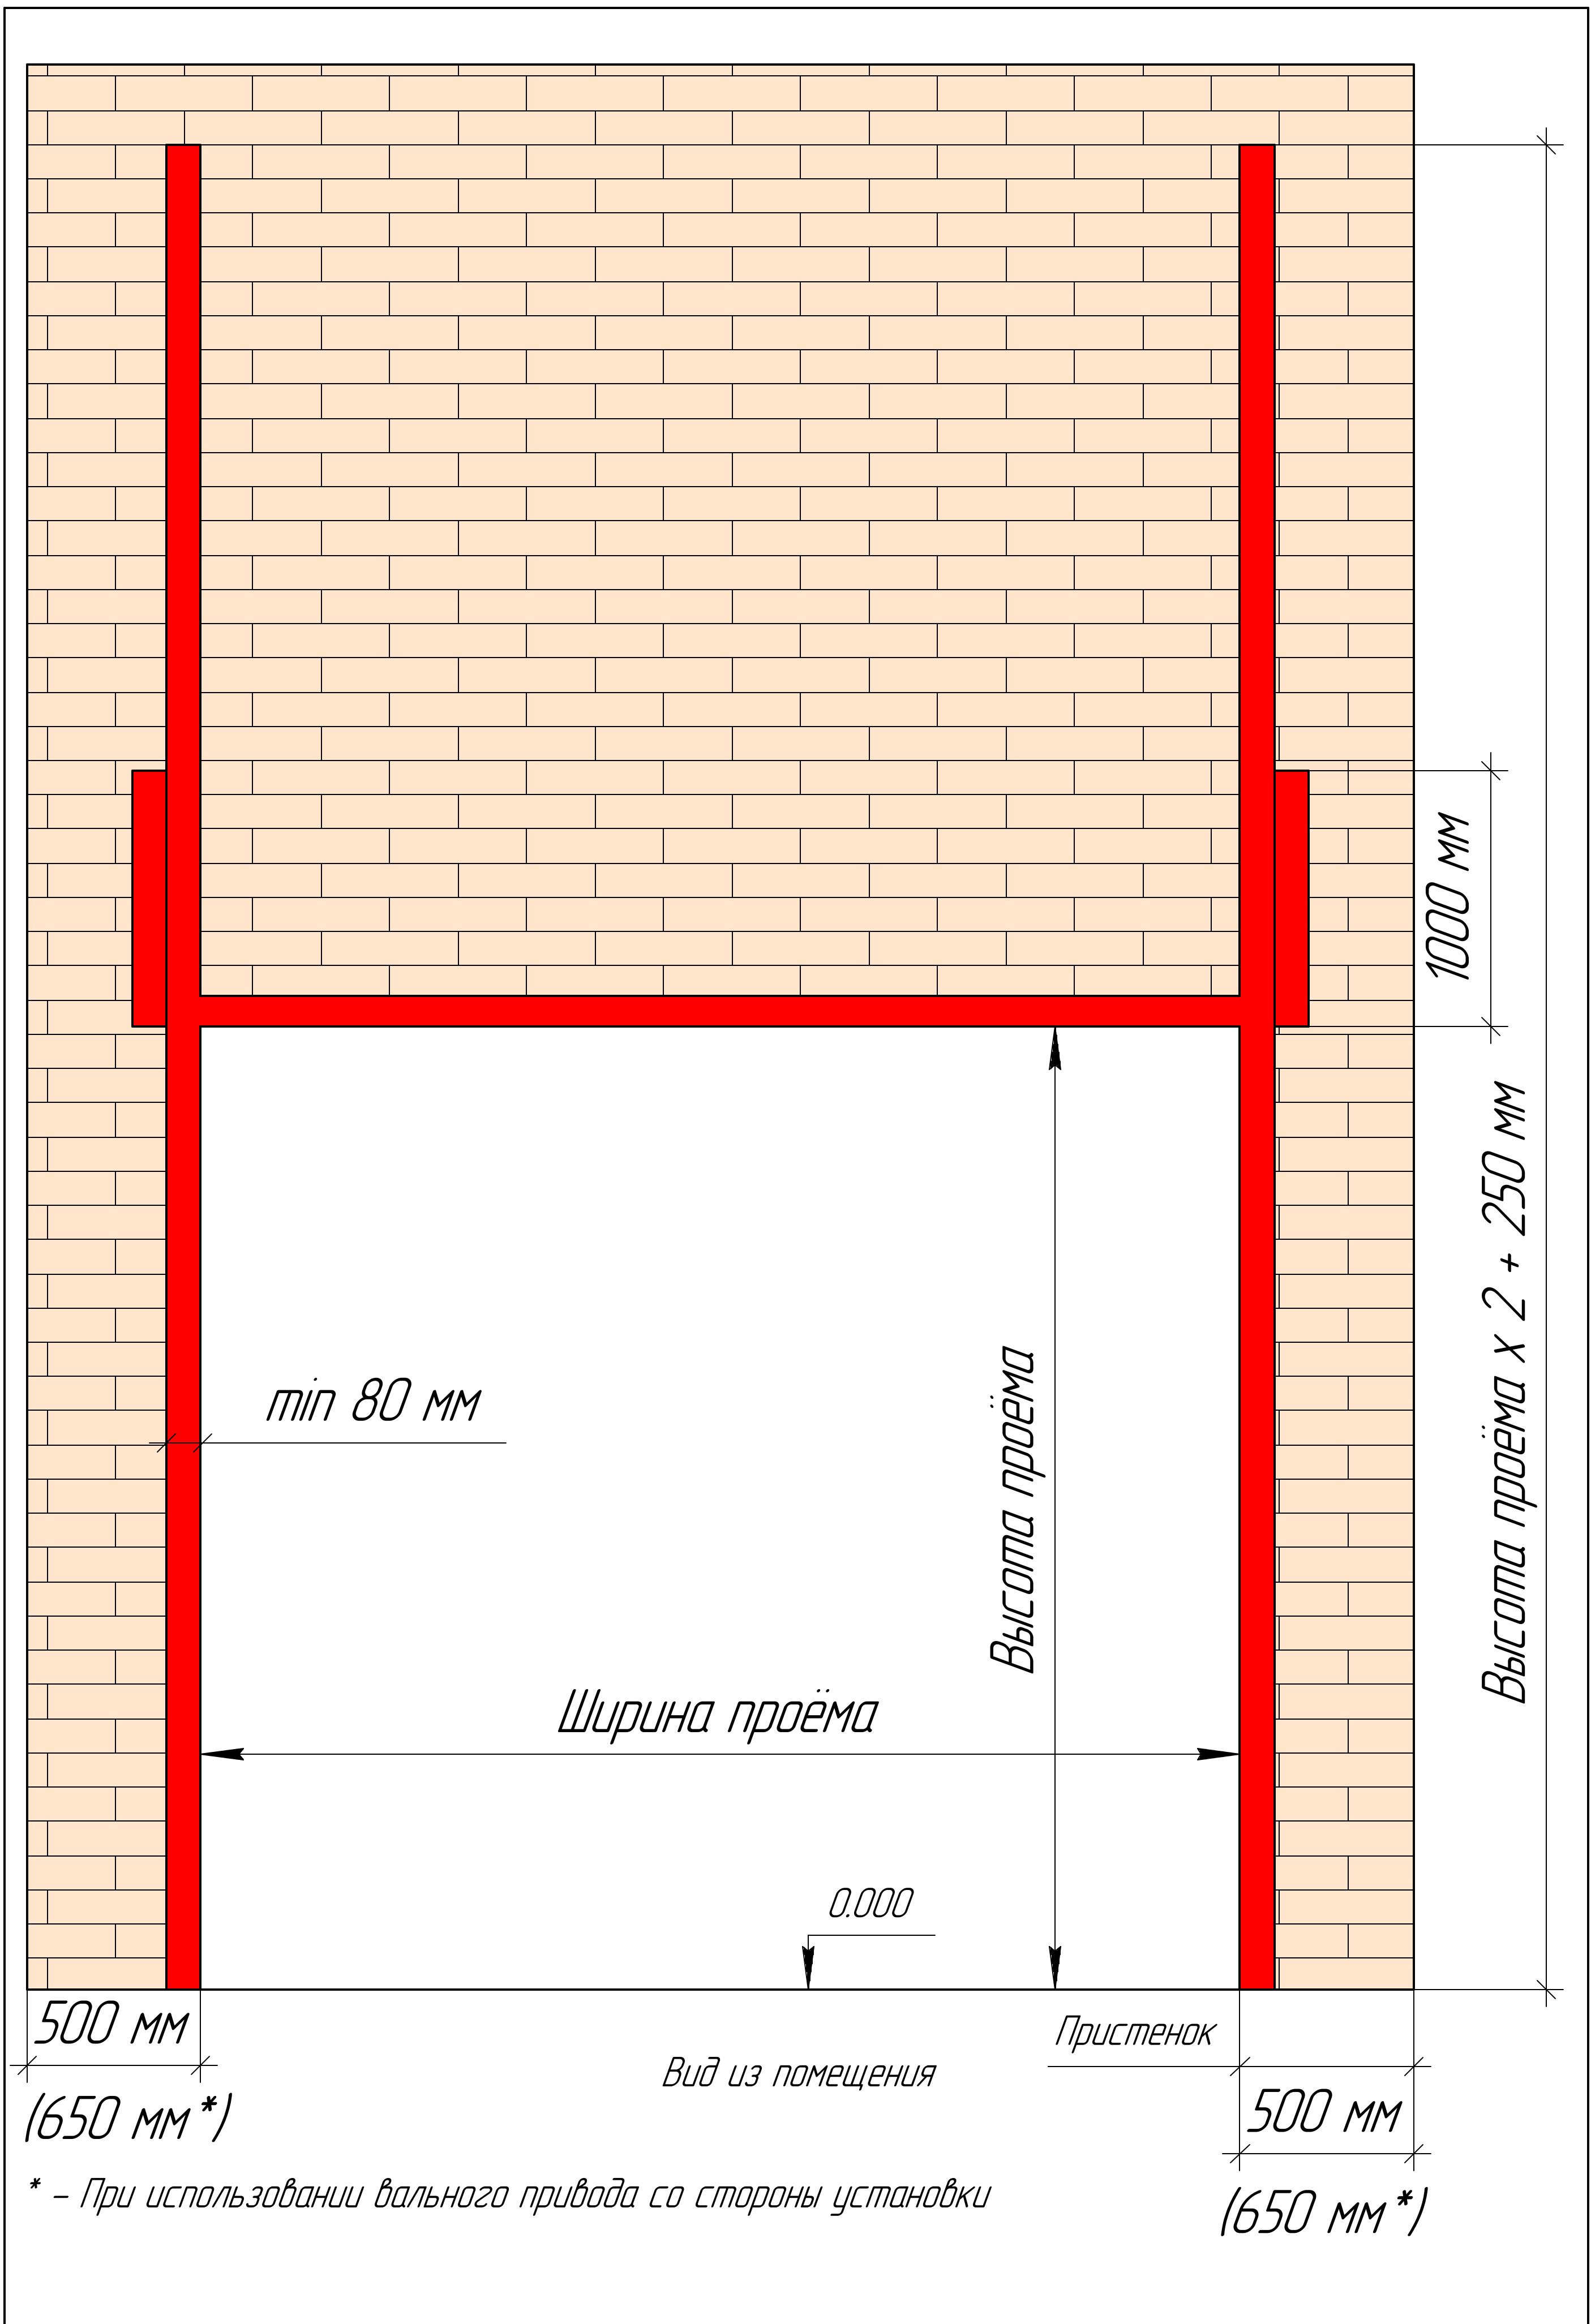 1000 мм
Высота проёма x 2 + 250 мм
min 80 мм
Высота проёма
Ширина проёма
0.000
500 мм
(650 мм*)
Вид из помещения
Пристенок
500 мм
(650 мм*)
* - При использовании вального привода со стороны установки